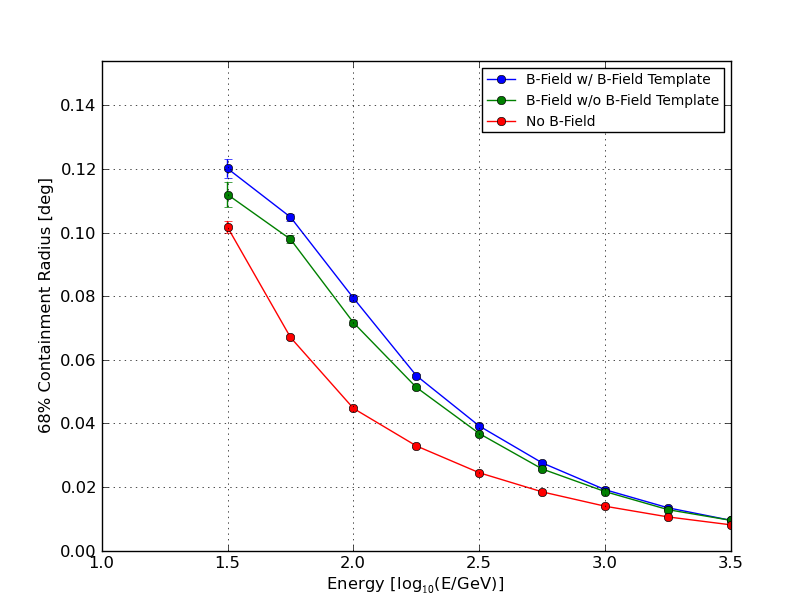 B-Field w/ B-Field Template
B-Field w/o B-Field Template
No B-Field
0.14
0.12
0.10
0.08
0.06
0.04
0.02
0.00
68% Containment Radius [deg]
1.0 1.5 2.0 2.5 3.0 3.5
Energy [log₁₀(E/GeV)]